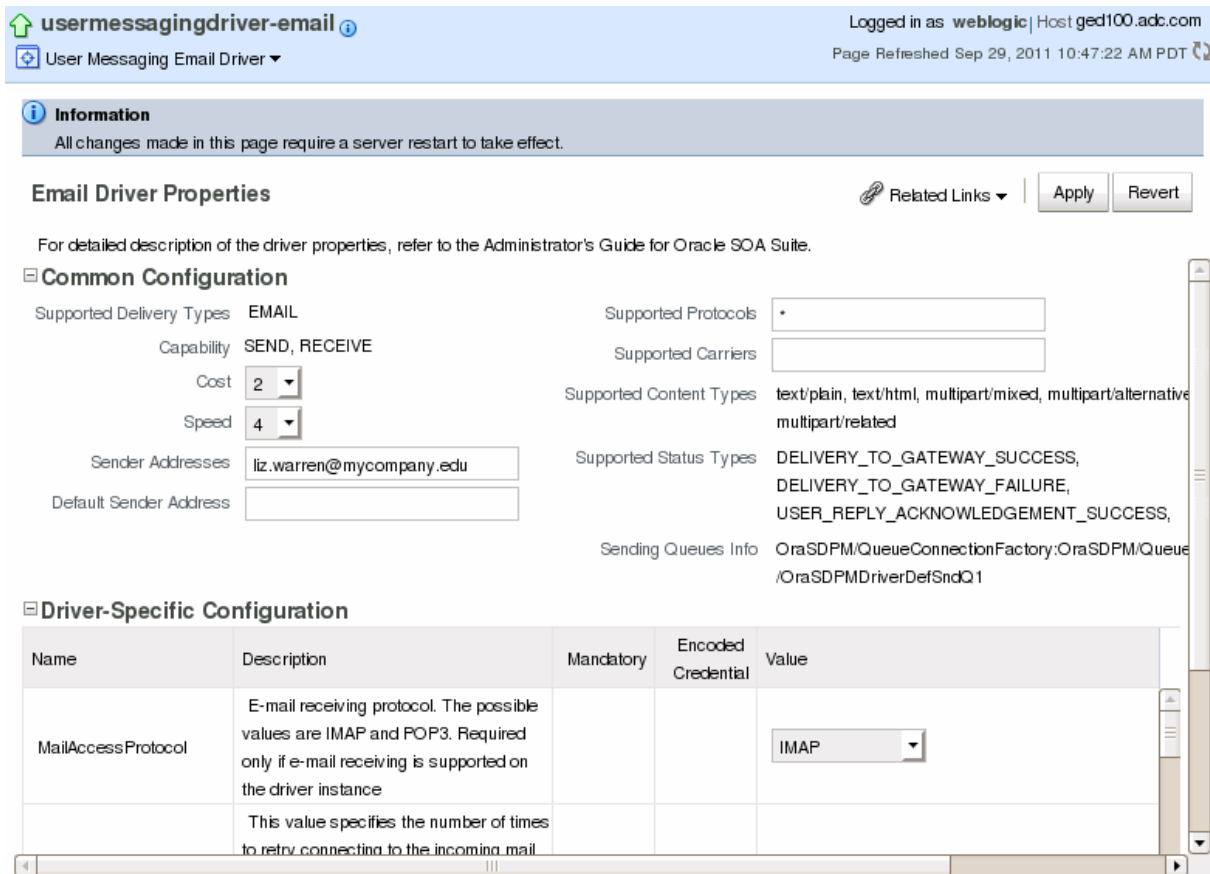 usermessagingdriver-email
Logged in as weblogic| Host ged100.adc.com
User Messaging Email Driver
Page Refreshed Sep 29, 2011 10:47:22 AM PDT
Information
All changes made in this page require a server restart to take effect.
Email Driver Properties
Related Links
Apply
Revert
For detailed description of the driver properties, refer to the Administrator's Guide for Oracle SOA Suite.
Common Configuration
Supported Delivery Types EMAIL
Capability SEND, RECEIVE
Cost 2
Speed 4
Sender Addresses liz.warren@mycompany.edu
Default Sender Address
Supported Protocols *
Supported Carriers
Supported Content Types text/plain, text/html, multipart/mixed, multipart/alternative
multipart/related
Supported Status Types DELIVERY_TO_GATEWAY_SUCCESS,
DELIVERY_TO_GATEWAY_FAILURE,
USER_REPLY_ACKNOWLEDGEMENT_SUCCESS,
Sending Queues Info OraSDPM/QueueConnectionFactory:OraSDPM/Queue
/OraSDPMDriverDefSndQ1
Driver-Specific Configuration
Name Description Mandatory Encoded Credential Value
MailAccessProtocol
E-mail receiving protocol. The possible
values are IMAP and POP3. Required
only if e-mail receiving is supported on
the driver instance
IMAP
This value specifies the number of times
to retry connecting to the incoming mail